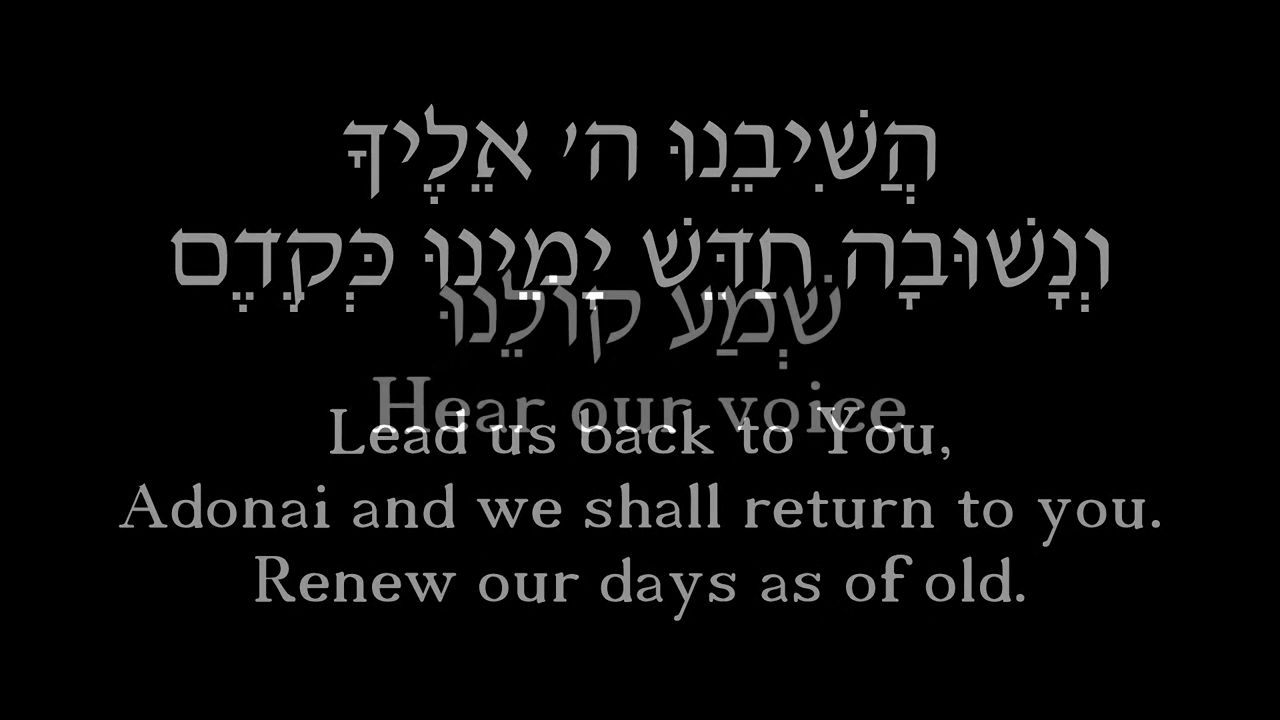 הֲשִׁיבֵנוּ ה׳ אֵלֶיךָ
וְנָשׁוּבָה חַדֵּשׁ יָמֵינוּ כְּקֶדֶם
שְׁמַע קוֹלֵנוּ
Hear our voice
Lead us back to You,
Adonai and we shall return to you.
Renew our days as of old.